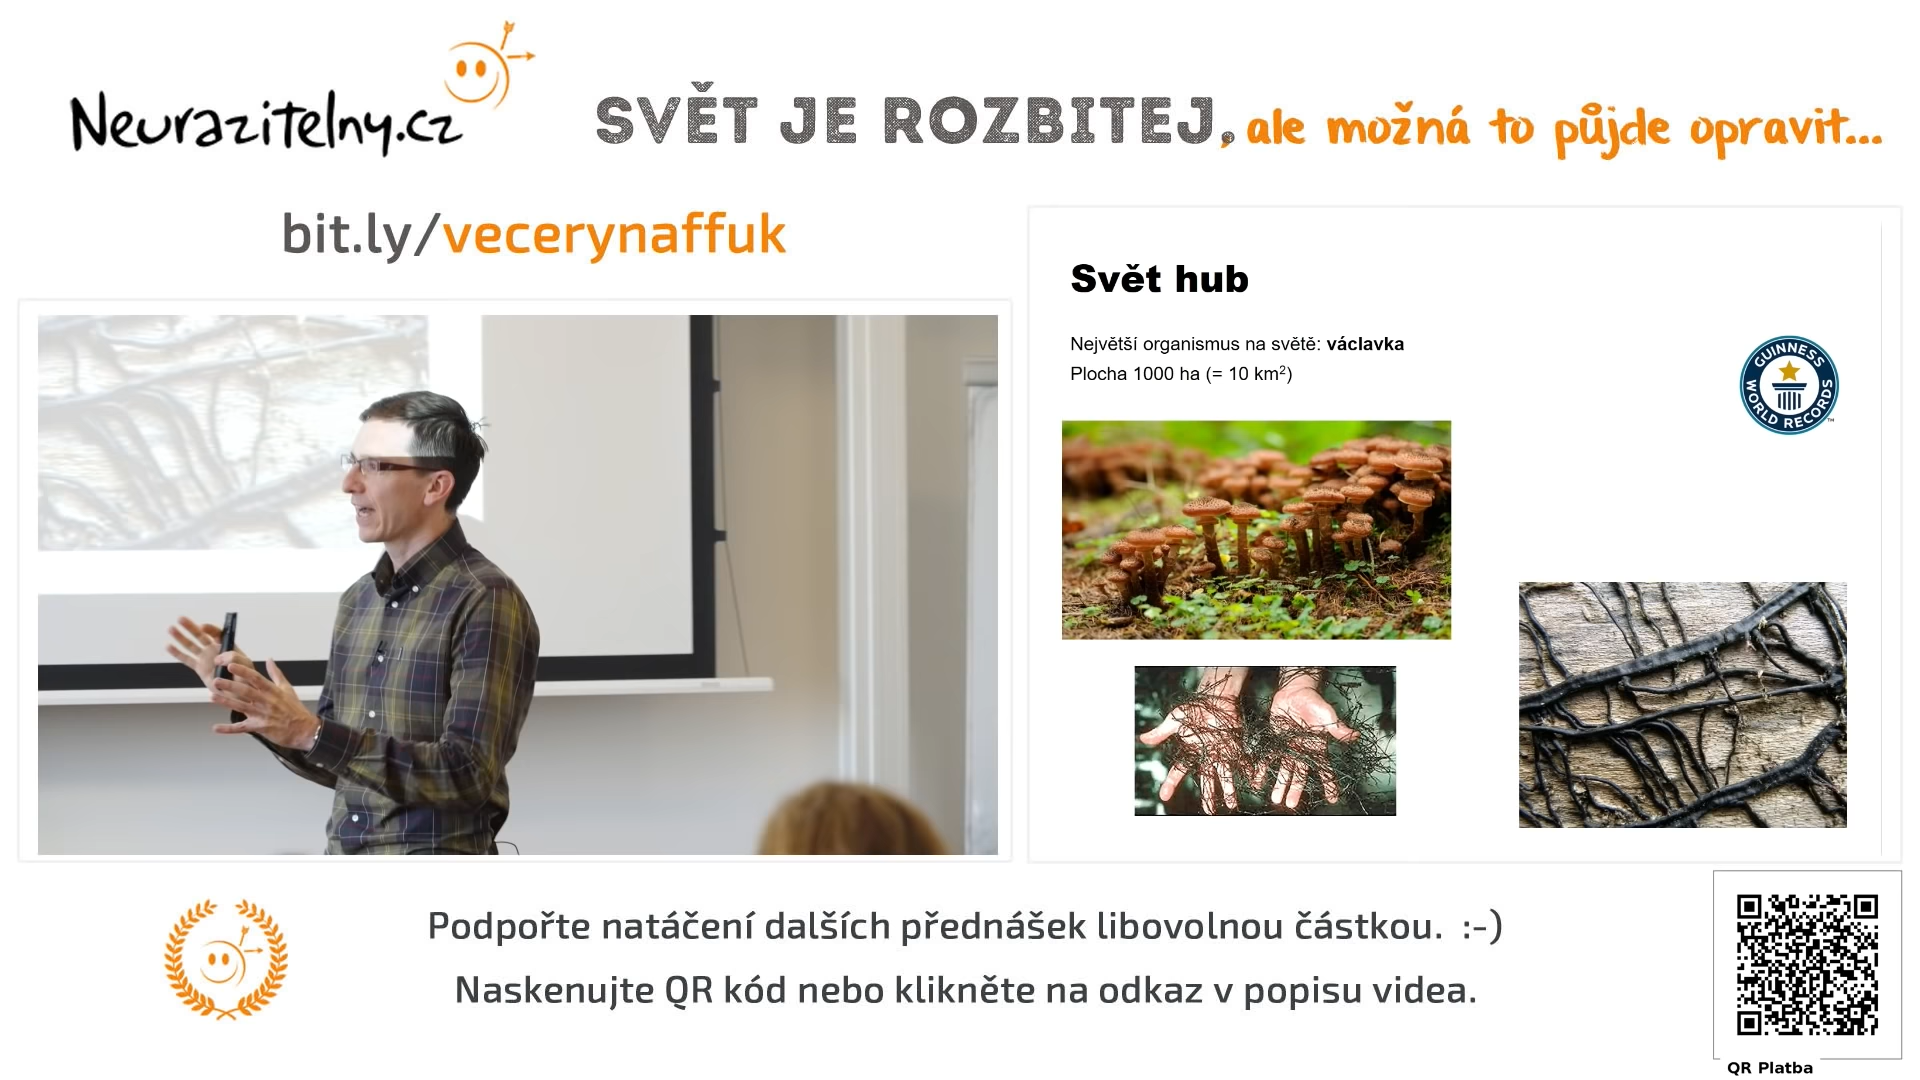 Neurazitelny.cz
SVĚT JE ROZBITEJ, ale možná to půjde opravit...
bit.ly/vecerynaffuk
Svět hub
Největší organismus na světě: václavka
Plocha 1000 ha (= 10 km²)
GUINNESS
WORLD RECORDS
™
Podpořte natáčení dalších přednášek libovolnou částkou. :-)
Naskenujte QR kód nebo klikněte na odkaz v popisu videa.
QR Platba